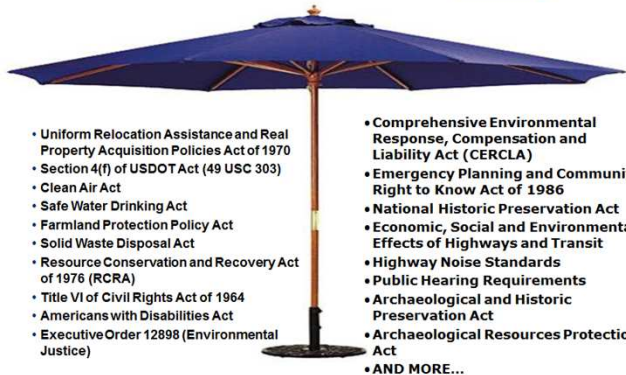 • Uniform Relocation Assistance and Real
Property Acquisition Policies Act of 1970
• Section 4(f) of USDOT Act (49 USC 303)
• Clean Air Act
• Safe Water Drinking Act
• Farmland Protection Policy Act
• Solid Waste Disposal Act
• Resource Conservation and Recovery Act
of 1976 (RCRA)
• Title VI of Civil Rights Act of 1964
• Americans with Disabilities Act
• Executive Order 12898 (Environmental
Justice)
• Comprehensive Environmental
Response, Compensation and
Liability Act (CERCLA)
• Emergency Planning and Communi
Right to Know Act of 1986
• National Historic Preservation Act
• Economic, Social and Environmenta
Effects of Highways and Transit
• Highway Noise Standards
• Public Hearing Requirements
• Archaeological and Historic
Preservation Act
• Archaeological Resources Protectio
Act
• AND MORE...